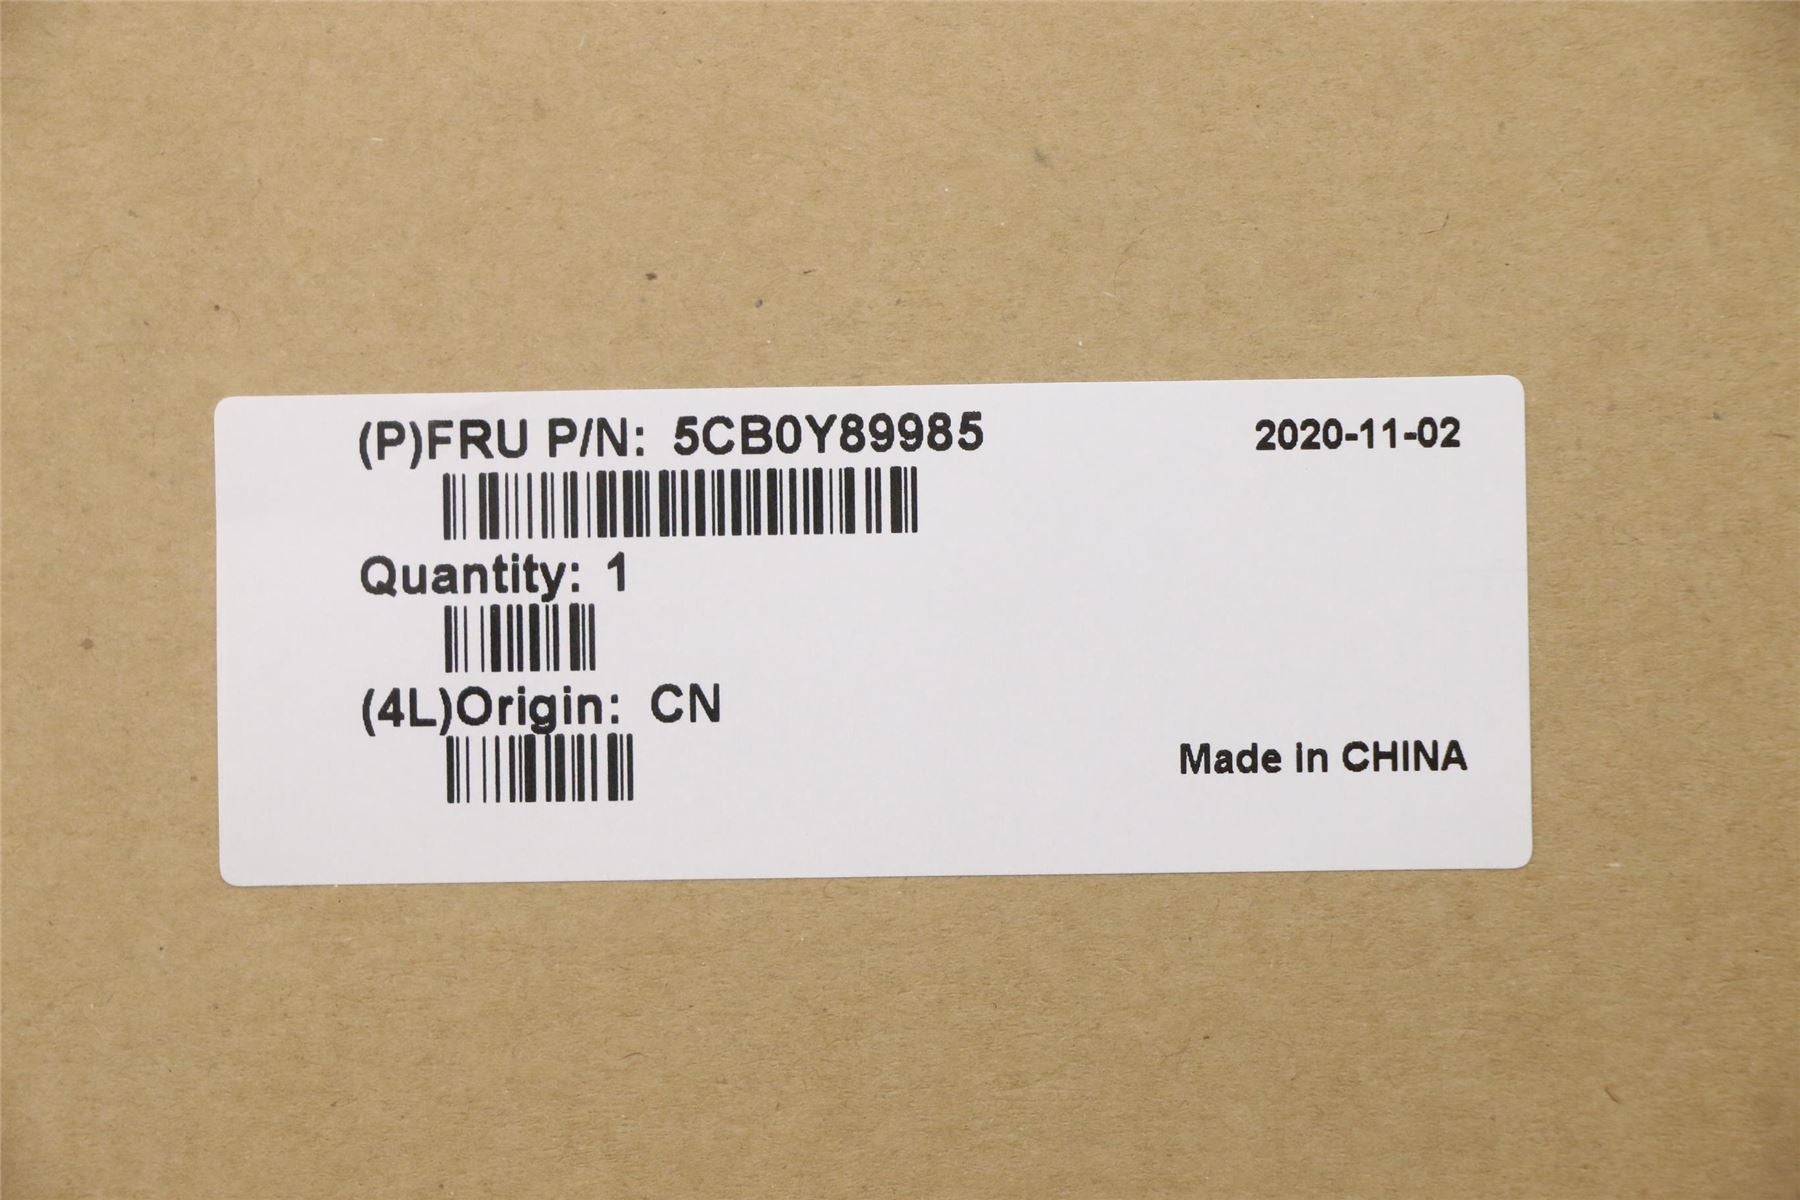 (P)FRU P/N: 5CB0Y89985
2020-11-02
Quantity: 1
(4L)Origin: CN
Made in CHINA